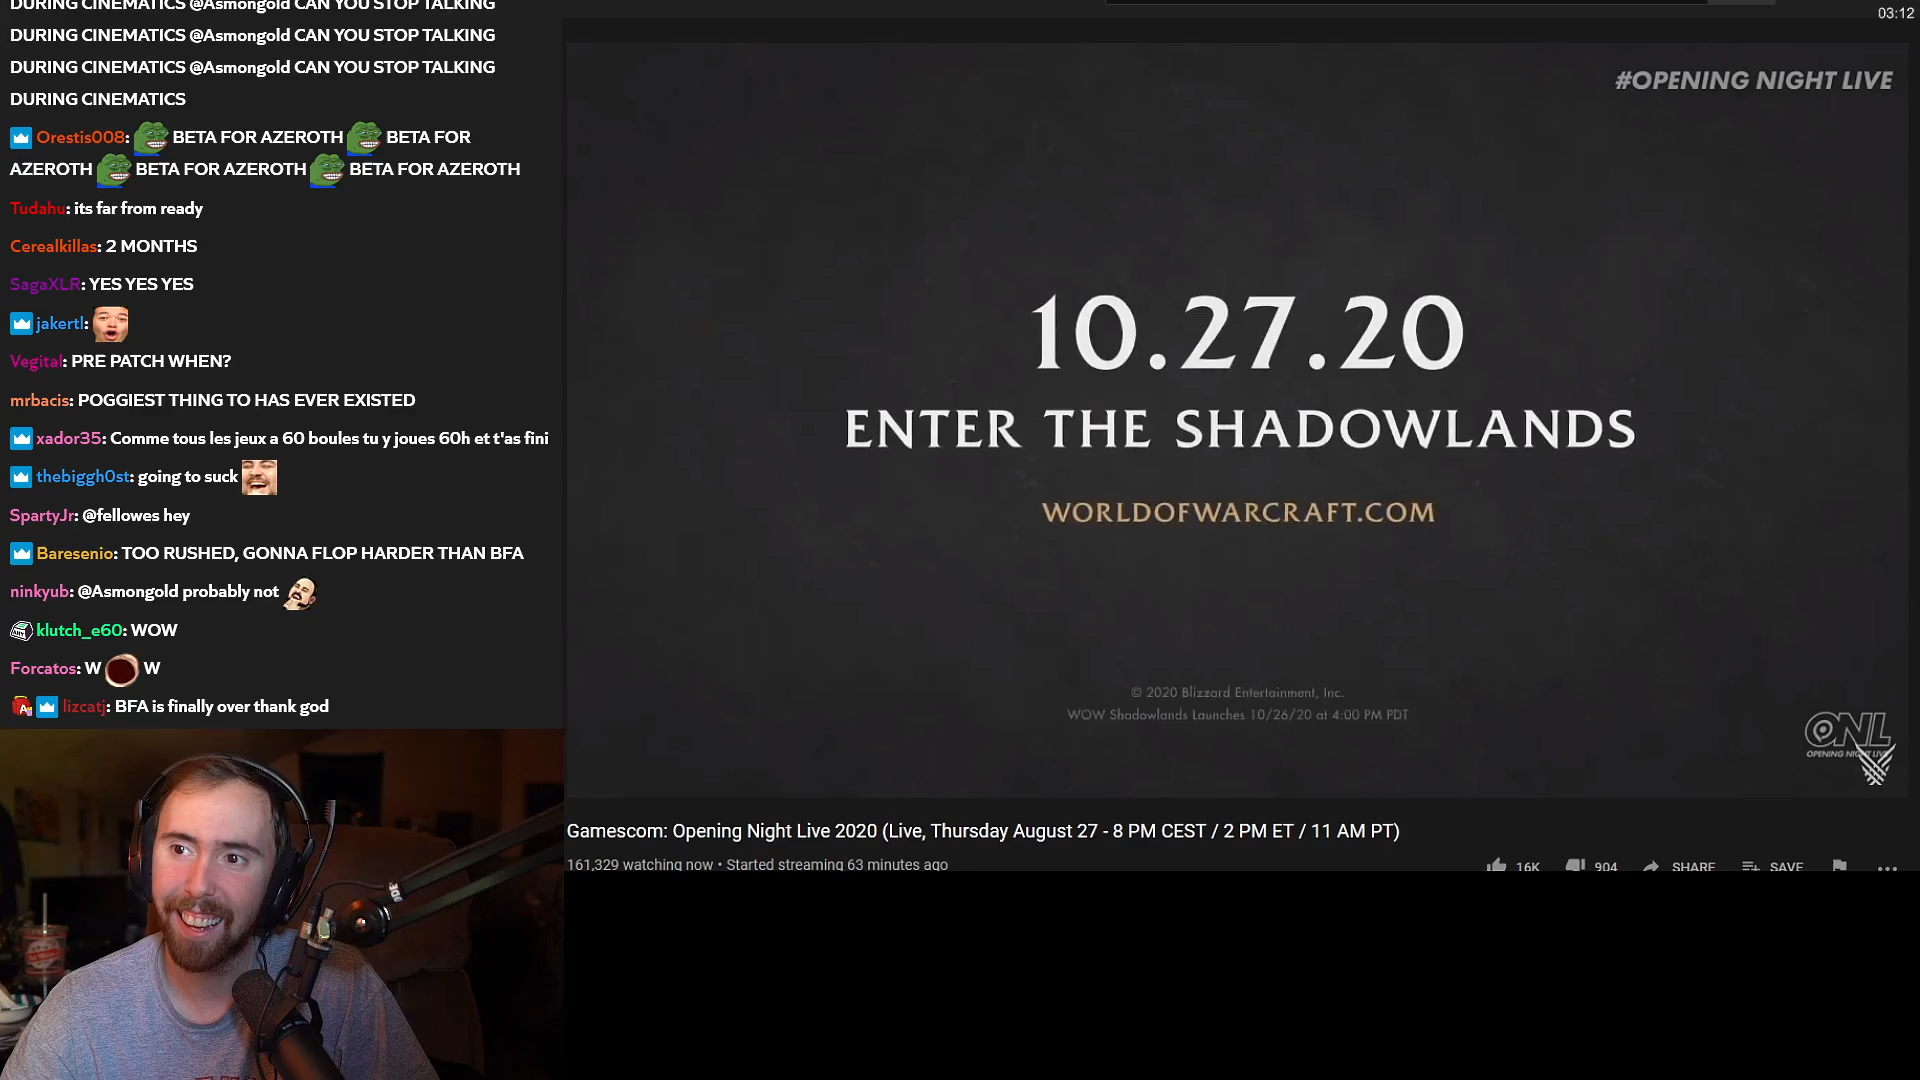 DURING CINEMATICS @Asmongold CAN YOU STOP TALKING
DURING CINEMATICS @Asmongold CAN YOU STOP TALKING
DURING CINEMATICS @Asmongold CAN YOU STOP TALKING
DURING CINEMATICS
Orestis008: BETA FOR AZEROTH BETA FOR
AZEROTH BETA FOR AZEROTH BETA FOR AZEROTH
Tudahu: its far from ready
Cerealkillas: 2 MONTHS
SagaXLR: YES YES YES
jakertl:
Vegital: PRE PATCH WHEN?
mrbacis: POGGIEST THING TO HAS EVER EXISTED
xador35: Comme tous les jeux a 60 boules tu y joues 60h et t'as fini
thebiggh0st: going to suck
SpartyJr: @fellowes hey
Baresenio: TOO RUSHED, GONNA FLOP HARDER THAN BFA
ninkyub: @Asmongold probably not
klutch_e60: WOW
Forcatos: W W
lizcatj: BFA is finally over thank god
03:12
#OPENING NIGHT LIVE
10.27.20
ENTER THE SHADOWLANDS
WORLDOFWARCRAFT.COM
© 2020 Blizzard Entertainment, Inc.
WOW Shadowlands Launches 10/26/20 at 4:00 PM PDT
ONL
OPENING NIGHT LIVE
Gamescom: Opening Night Live 2020 (Live, Thursday August 27 - 8 PM CEST / 2 PM ET / 11 AM PT)
161,329 watching now • Started streaming 63 minutes ago
16K 904 SHARE SAVE